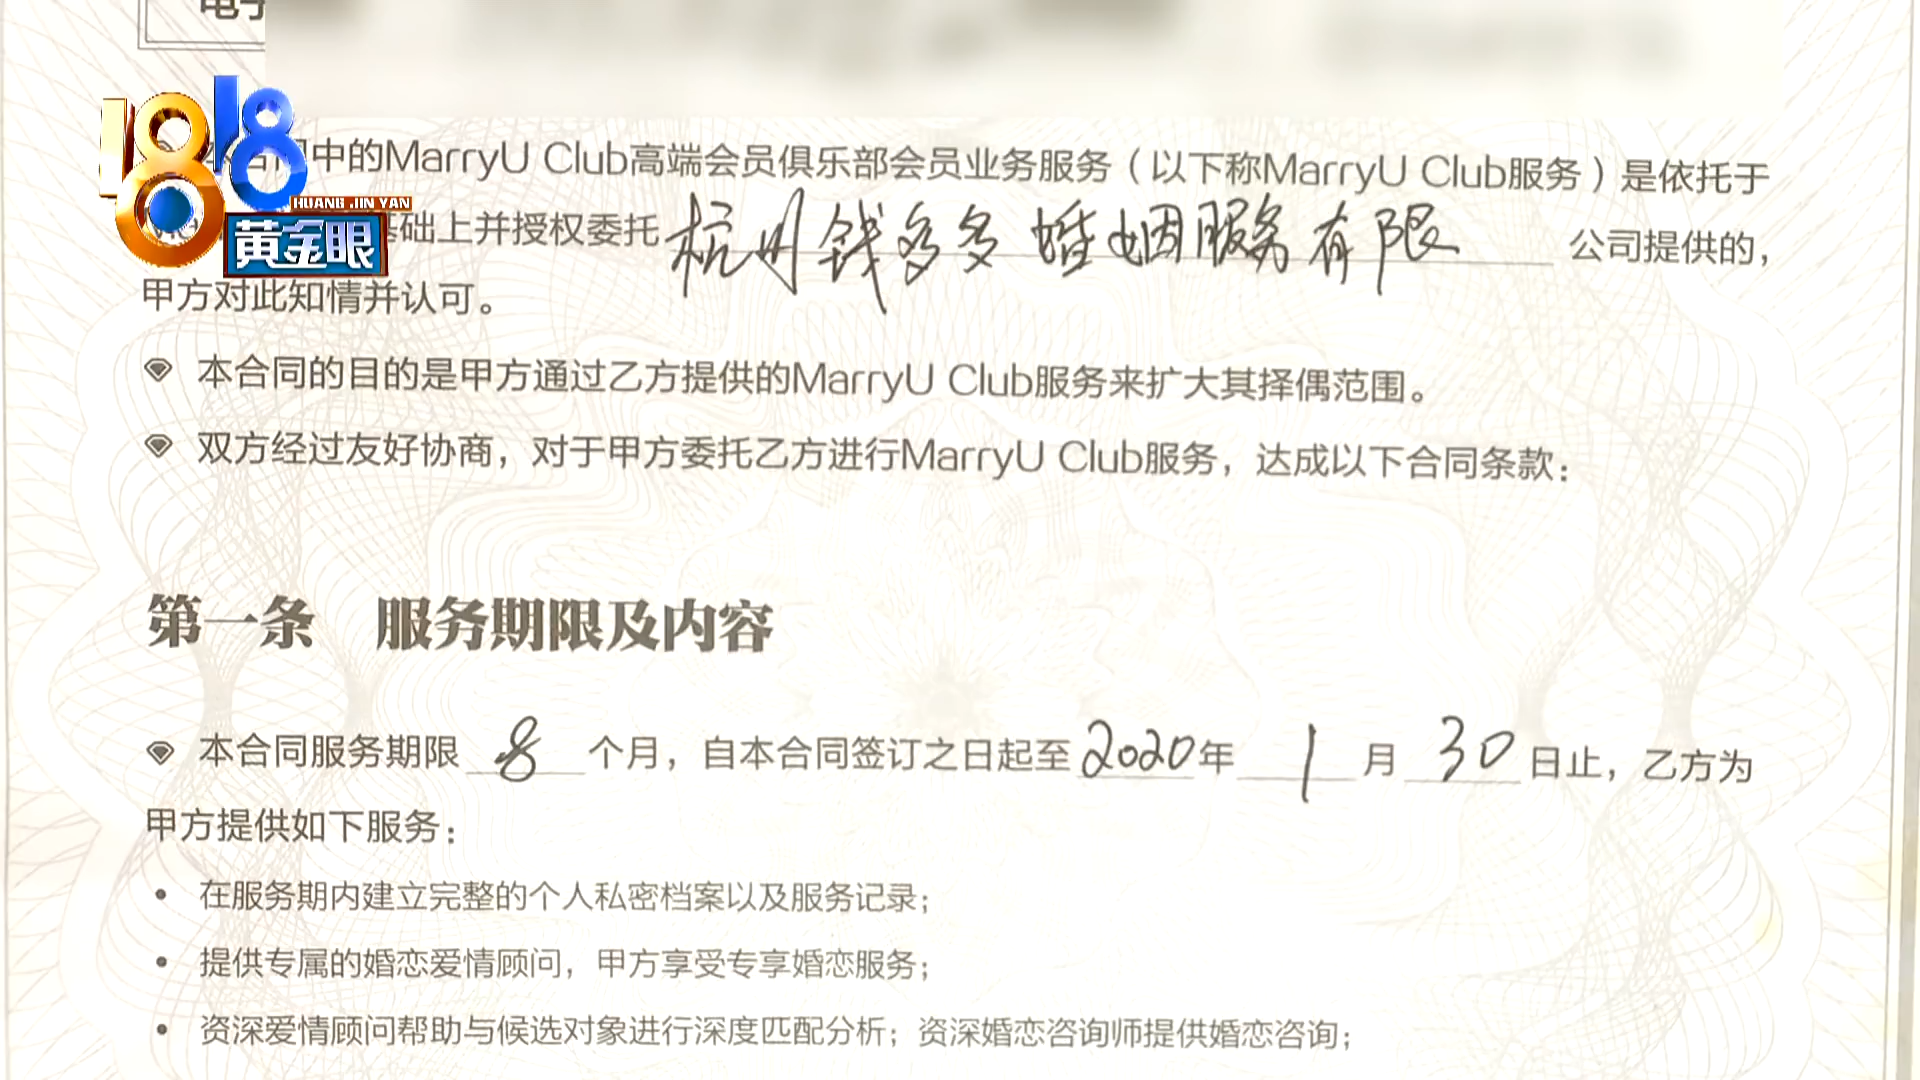 电子
1818
HUANG JIN YAN
黄金眼
中的MarryU Club高端会员俱乐部会员业务服务（以下称MarryU Club服务）是依托于
基础上并授权委托 杭州钱多多婚姻服务有限 公司提供的，
甲方对此知情并认可。
本合同的目的是甲方通过乙方提供的MarryU Club服务来扩大其择偶范围。
双方经过友好协商，对于甲方委托乙方进行MarryU Club服务，达成以下合同条款：
第一条 服务期限及内容
本合同服务期限 8 个月，自本合同签订之日起至2020年 1 月 30 日止，乙方为
甲方提供如下服务：
• 在服务期内建立完整的个人私密档案以及服务记录；
• 提供专属的婚恋爱情顾问，甲方享受专享婚恋服务；
• 资深爱情顾问帮助与候选对象进行深度匹配分析；资深婚恋咨询师提供婚恋咨询；